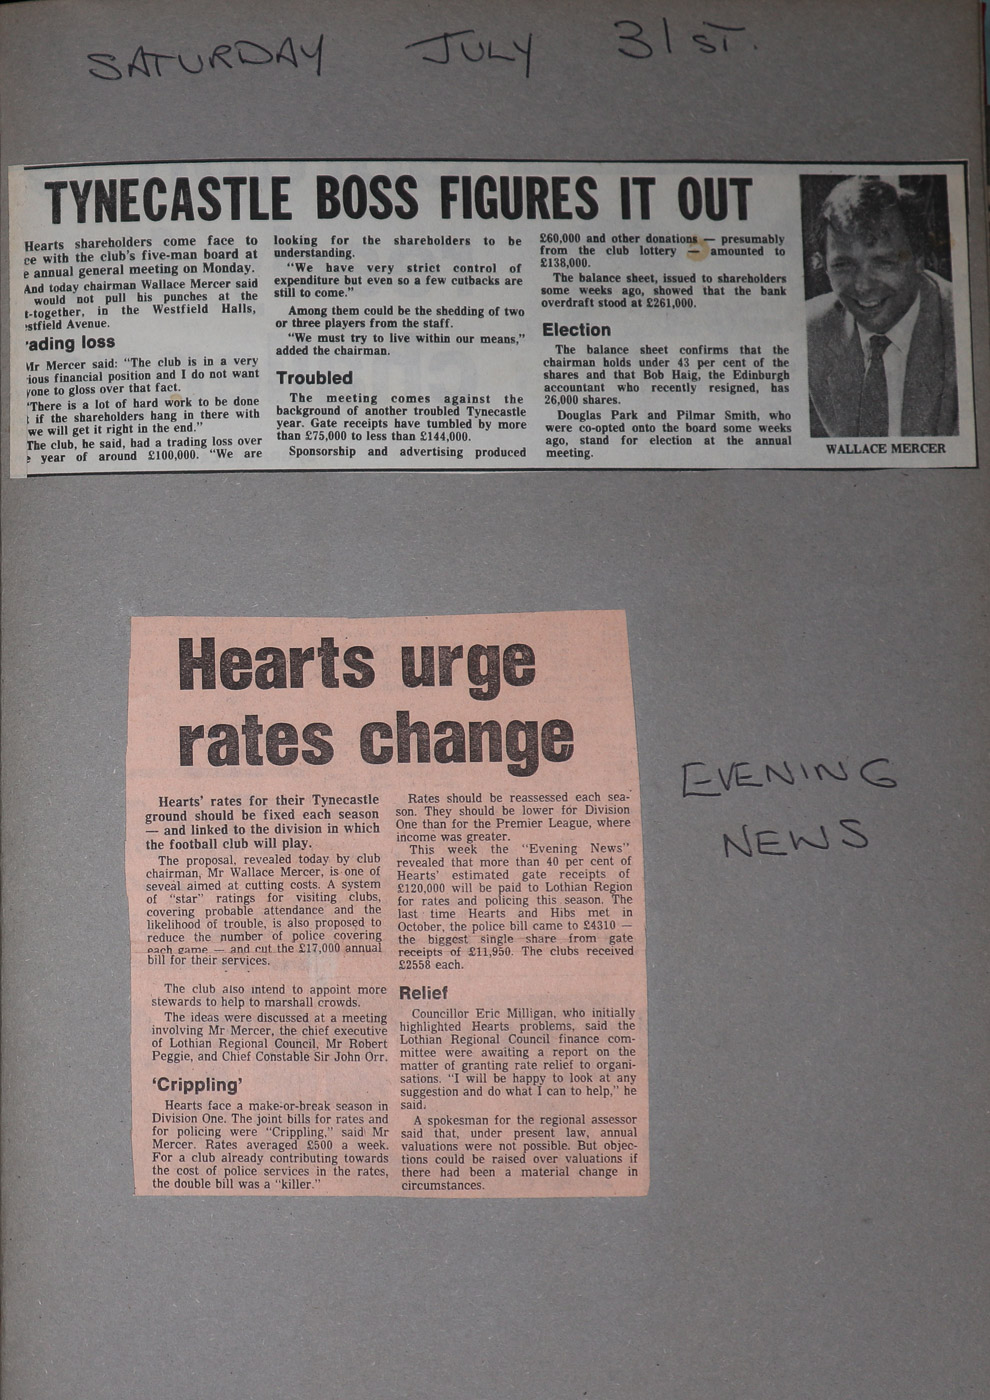 SATURDAY JULY 31ST.
TYNECASTLE BOSS FIGURES IT OUT
Hearts shareholders come face to
ce with the club's five-man board at
e annual general meeting on Monday.
And today chairman Wallace Mercer said
would not pull his punches at the
t-together, in the Westfield Halls,
stfield Avenue.
ading loss
Mr Mercer said: "The club is in a very
ious financial position and I do not want
yone to gloss over that fact.
"There is a lot of hard work to be done
if the shareholders hang in there with
we will get it right in the end."
The club, he said, had a trading loss over
e year of around £100,000. "We are
looking for the shareholders to be
understanding.
"We have very strict control of
expenditure but even so a few cutbacks are
still to come."
Among them could be the shedding of two
or three players from the staff.
"We must try to live within our means,"
added the chairman.
Troubled
The meeting comes against the
background of another troubled Tynecastle
year. Gate receipts have tumbled by more
than £75,000 to less than £144,000.
Sponsorship and advertising produced
£60,000 and other donations — presumably
from the club lottery — amounted to
£138,000.
The balance sheet, issued to shareholders
some weeks ago, showed that the bank
overdraft stood at £261,000.
Election
The balance sheet confirms that the
chairman holds under 43 per cent of the
shares and that Bob Haig, the Edinburgh
accountant who recently resigned, has
26,000 shares.
Douglas Park and Pilmar Smith, who
were co-opted onto the board some weeks
ago, stand for election at the annual
meeting.
WALLACE MERCER
Hearts urge
rates change
Hearts' rates for their Tynecastle
ground should be fixed each season
— and linked to the division in which
the football club will play.
The proposal, revealed today by club
chairman, Mr Wallace Mercer, is one of
seveal aimed at cutting costs. A system
of "star" ratings for visiting clubs,
covering probable attendance and the
likelihood of trouble, is also proposed to
reduce the number of police covering
each game — and cut the £17,000 annual
bill for their services.
The club also intend to appoint more
stewards to help to marshall crowds.
The ideas were discussed at a meeting
involving Mr Mercer, the chief executive
of Lothian Regional Council, Mr Robert
Peggie, and Chief Constable Sir John Orr.
'Crippling'
Hearts face a make-or-break season in
Division One. The joint bills for rates and
for policing were "Crippling," said Mr
Mercer. Rates averaged £500 a week.
For a club already contributing towards
the cost of police services in the rates,
the double bill was a "killer."
Rates should be reassessed each sea-
son. They should be lower for Division
One than for the Premier League, where
income was greater.
This week the "Evening News"
revealed that more than 40 per cent of
Hearts' estimated gate receipts of
£120,000 will be paid to Lothian Region
for rates and policing this season. The
last time Hearts and Hibs met in
October, the police bill came to £4310 —
the biggest single share from gate
receipts of £11,950. The clubs received
£2558 each.
Relief
Councillor Eric Milligan, who initially
highlighted Hearts problems, said the
Lothian Regional Council finance com-
mittee were awaiting a report on the
matter of granting rate relief to organi-
sations. "I will be happy to look at any
suggestion and do what I can to help," he
said.
A spokesman for the regional assessor
said that, under present law, annual
valuations were not possible. But objec-
tions could be raised over valuations if
there had been a material change in
circumstances.
EVENING
NEWS